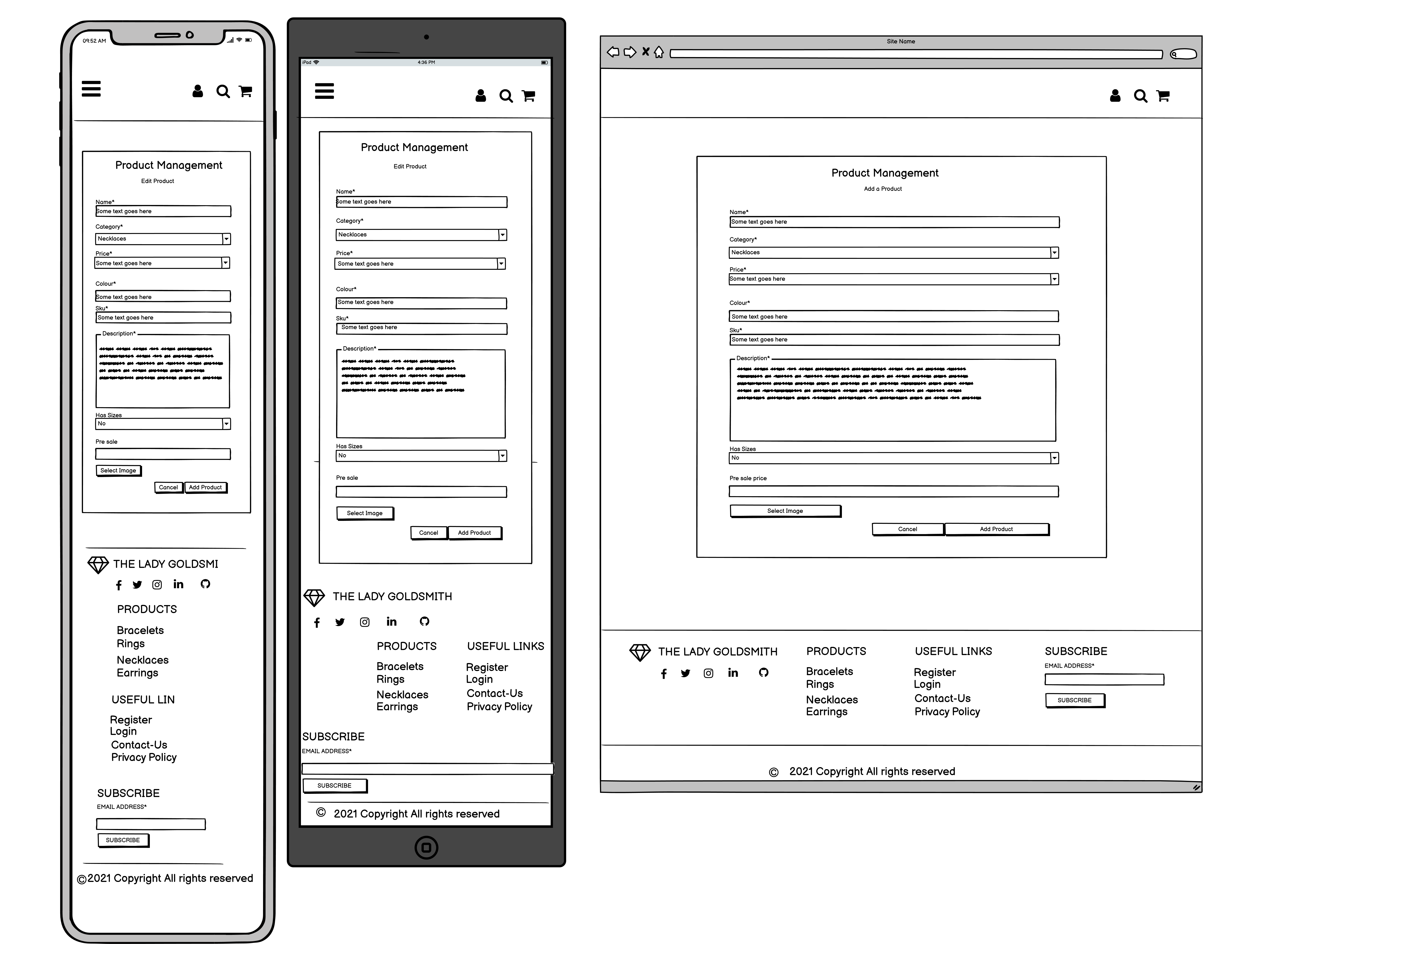 09:52 AM
Product Management
Edit Product
Name*
Some text goes here
Category*
Necklaces
Price*
Some text goes here
Colour*
Some text goes here
Sku*
Some text goes here
Description*
Has Sizes
No
Pre sale
Select Image
Cancel
Add Product
THE LADY GOLDSMI
PRODUCTS
Bracelets
Rings
Necklaces
Earrings
USEFUL LIN
Register
Login
Contact-Us
Privacy Policy
SUBSCRIBE
EMAIL ADDRESS*
SUBSCRIBE
©2021 Copyright All rights reserved
iPad
4:36 PM
Product Management
Edit Product
Name*
Some text goes here
Category*
Necklaces
Price*
Some text goes here
Colour*
Some text goes here
Sku*
Some text goes here
Description*
Has Sizes
No
Pre sale
Select Image
Cancel
Add Product
THE LADY GOLDSMITH
PRODUCTS
Bracelets
Rings
Necklaces
Earrings
USEFUL LINKS
Register
Login
Contact-Us
Privacy Policy
SUBSCRIBE
EMAIL ADDRESS*
SUBSCRIBE
© 2021 Copyright All rights reserved
Site Name
Product Management
Add a Product
Name*
Some text goes here
Category*
Necklaces
Price*
Some text goes here
Colour*
Some text goes here
Sku*
Some text goes here
Description*
Has Sizes
No
Pre sale price
Select Image
Cancel
Add Product
THE LADY GOLDSMITH
PRODUCTS
Bracelets
Rings
Necklaces
Earrings
USEFUL LINKS
Register
Login
Contact-Us
Privacy Policy
SUBSCRIBE
EMAIL ADDRESS*
SUBSCRIBE
© 2021 Copyright All rights reserved